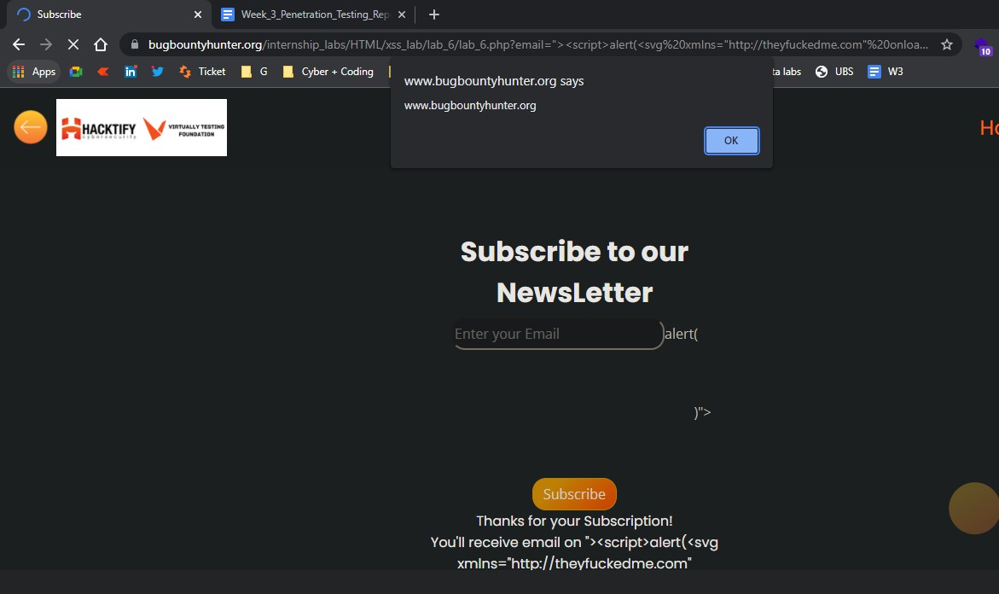 Subscribe
Week_3_Penetration_Testing_Rep
bugbountyhunter.org/internship_labs/HTML/xss_lab/lab_6/lab_6.php?email="><script>alert(<svg%20xmlns="http://theyfuckedme.com"%20onloa...
10
Apps
Ticket
G
Cyber + Coding
ta labs
UBS
W3
www.bugbountyhunter.org says
www.bugbountyhunter.org
OK
HACKTIFY
cybersecurity
VIRTUALLY TESTING
FOUNDATION
Ho
Subscribe to our
NewsLetter
Enter your Email
alert(
)">
Subscribe
Thanks for your Subscription!
You'll receive email on "><script>alert(<svg
xmlns="http://theyfuckedme.com"